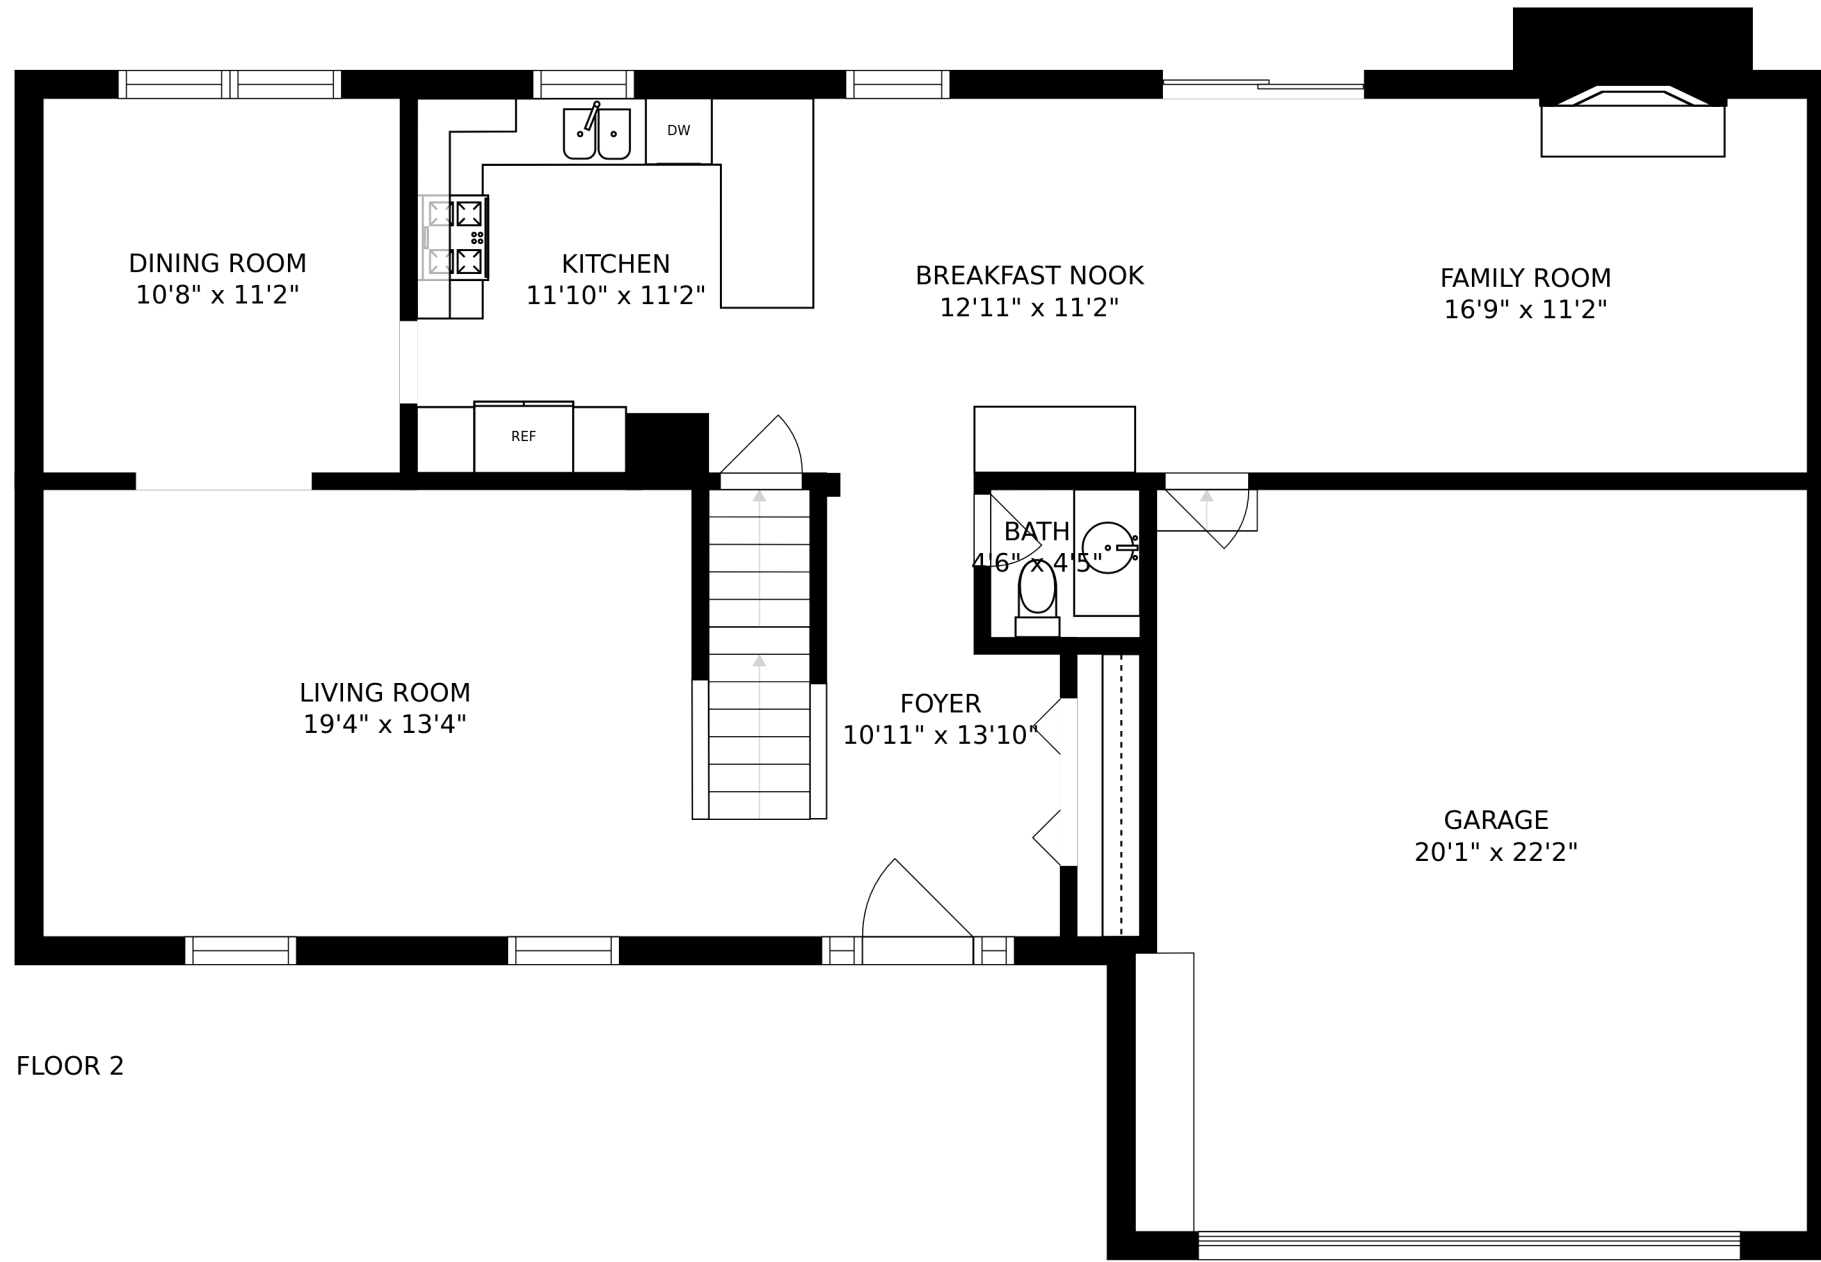 DW
DINING ROOM
10'8" x 11'2"
KITCHEN
11'10" x 11'2"
BREAKFAST NOOK
12'11" x 11'2"
FAMILY ROOM
16'9" x 11'2"
REF
BATH
4'6" x 4'5"
LIVING ROOM
19'4" x 13'4"
FOYER
10'11" x 13'10"
GARAGE
20'1" x 22'2"
FLOOR 2